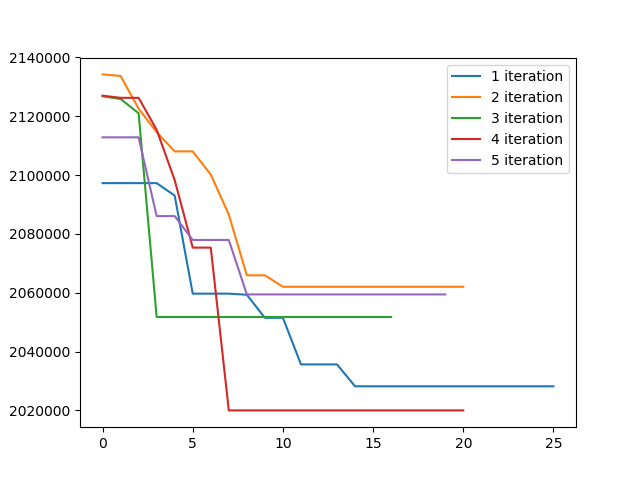 2140000
2120000
2100000
2080000
2060000
2040000
2020000
0 5 10 15 20 25
1 iteration
2 iteration
3 iteration
4 iteration
5 iteration